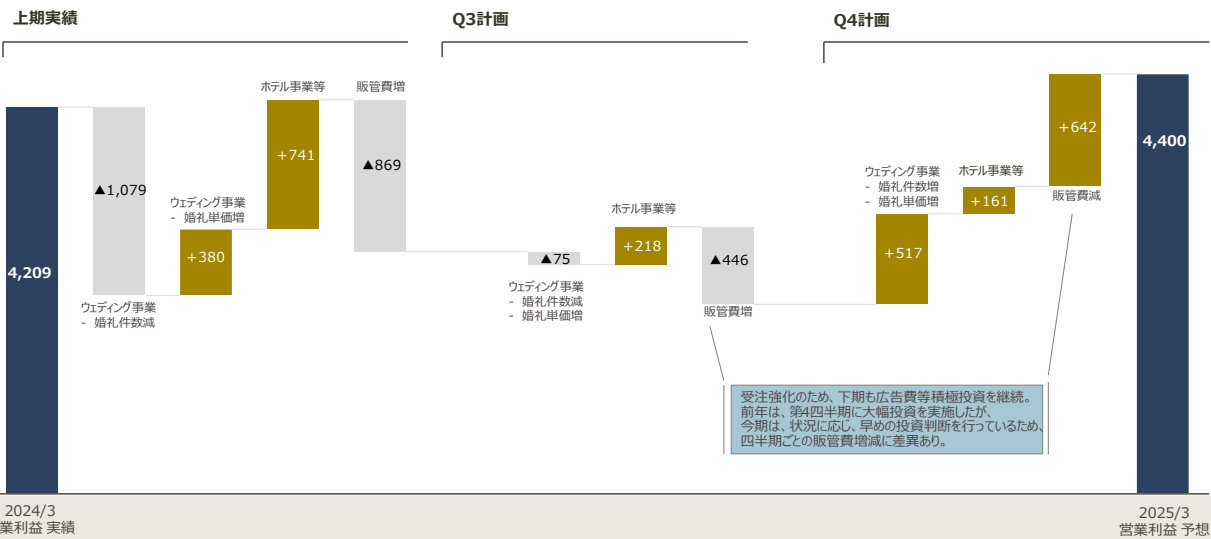 上期実績
Q3計画
Q4計画
4,209
▲1,079
ウェディング事業
- 婚礼件数減
ウェディング事業
- 婚礼単価増
+380
ホテル事業等
+741
販管費増
▲869
▲75
ウェディング事業
- 婚礼件数減
- 婚礼単価増
ホテル事業等
+218
▲446
販管費増
ウェディング事業
- 婚礼件数増
- 婚礼単価増
+517
ホテル事業等
+161
+642
販管費減
4,400
受注強化のため、下期も広告費等積極投資を継続。
前年は、第4四半期に大幅投資を実施したが、
今期は、状況に応じ、早めの投資判断を行っているため、
四半期ごとの販管費増減に差異あり。
2024/3
業利益 実績
2025/3
営業利益 予想